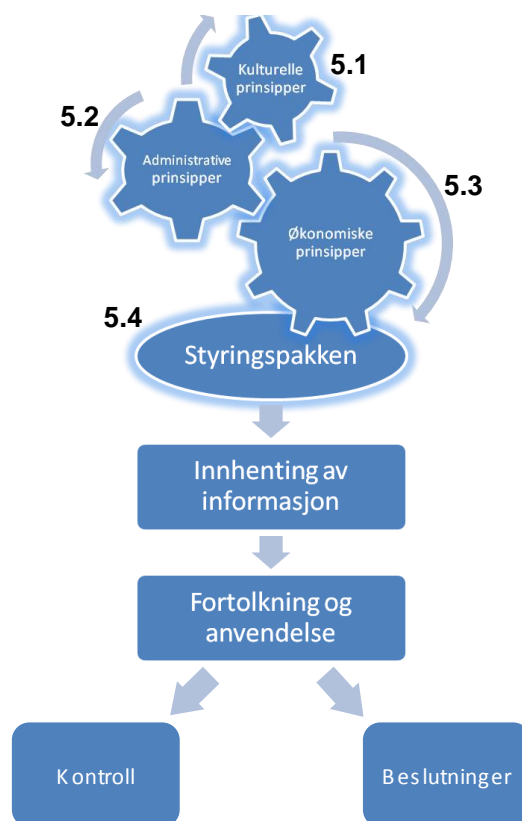 Kulturelle
prinsipper
5.1
5.2
Administrative
prinsipper
5.3
Økonomiske
prinsipper
5.4
Styringspakken
Innhenting av
informasjon
Fortolkning og
anvendelse
Kontroll
Beslutninger